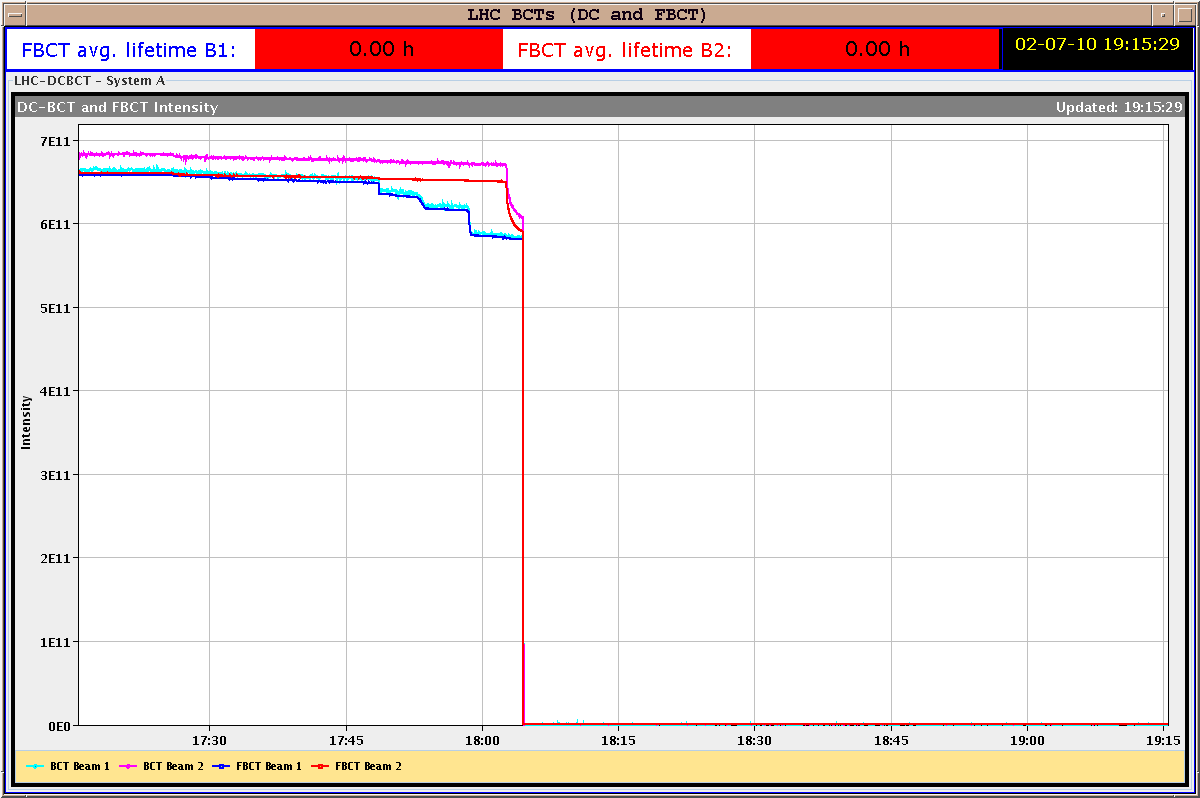 LHC BCTs (DC and FBCT)
FBCT avg. lifetime B1: 0.00 h FBCT avg. lifetime B2: 0.00 h 02-07-10 19:15:29
LHC-DCBCT - System A
DC-BCT and FBCT Intensity Updated: 19:15:29
7E11
6E11
5E11
4E11
3E11
2E11
1E11
0E0
Intensity
17:30 17:45 18:00 18:15 18:30 18:45 19:00 19:15
BCT Beam 1 BCT Beam 2 FBCT Beam 1 FBCT Beam 2